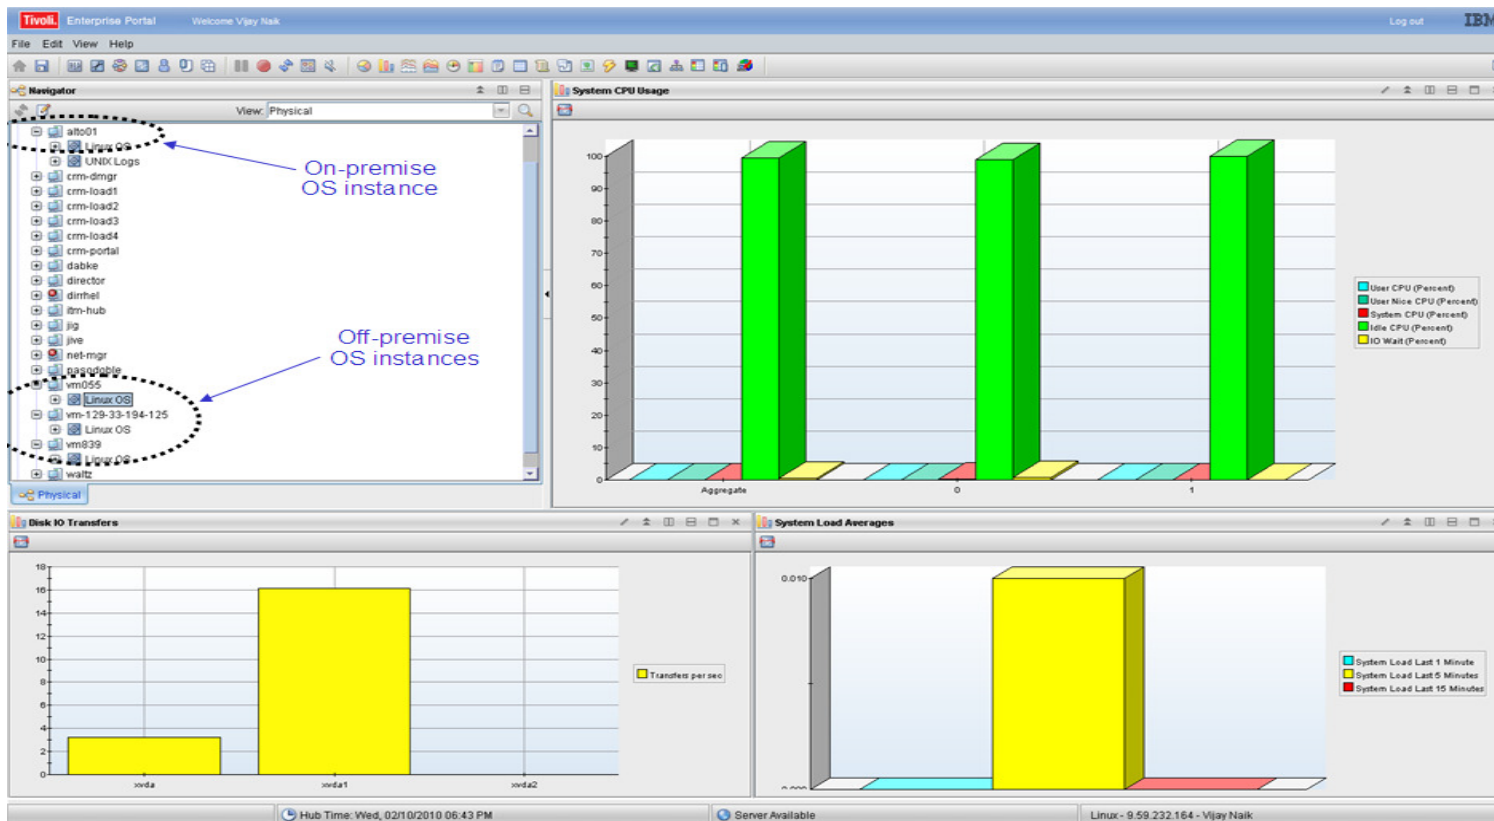 Tivoli. Enterprise Portal Welcome Vijay Naik Log out IBM
File Edit View Help
Navigator
View: Physical
alto01
Linux OS
UNIX Logs
crm-dmgr
crm-load1
crm-load2
crm-load3
crm-load4
crm-portal
dabke
director
dirrhel
itm-hub
jig
jive
net-mgr
pasodoble
vm055
Linux OS
vm-129-33-194-125
Linux OS
vm839
Linux OS
waltz
Physical
On-premise
OS instance
Off-premise
OS instances
System CPU Usage
100
90
80
70
60
50
40
30
20
10
0
Aggregate 0 1
User CPU (Percent)
User Nice CPU (Percent)
System CPU (Percent)
Idle CPU (Percent)
IO Wait (Percent)
Disk IO Transfers
18
16
14
12
10
8
6
4
2
0
xvda xvda1 xvda2
Transfers per sec
System Load Averages
0.010
0.000
System Load Last 1 Minute
System Load Last 5 Minutes
System Load Last 15 Minutes
Hub Time: Wed, 02/10/2010 06:43 PM Server Available Linux - 9.59.232.164 - Vijay Naik